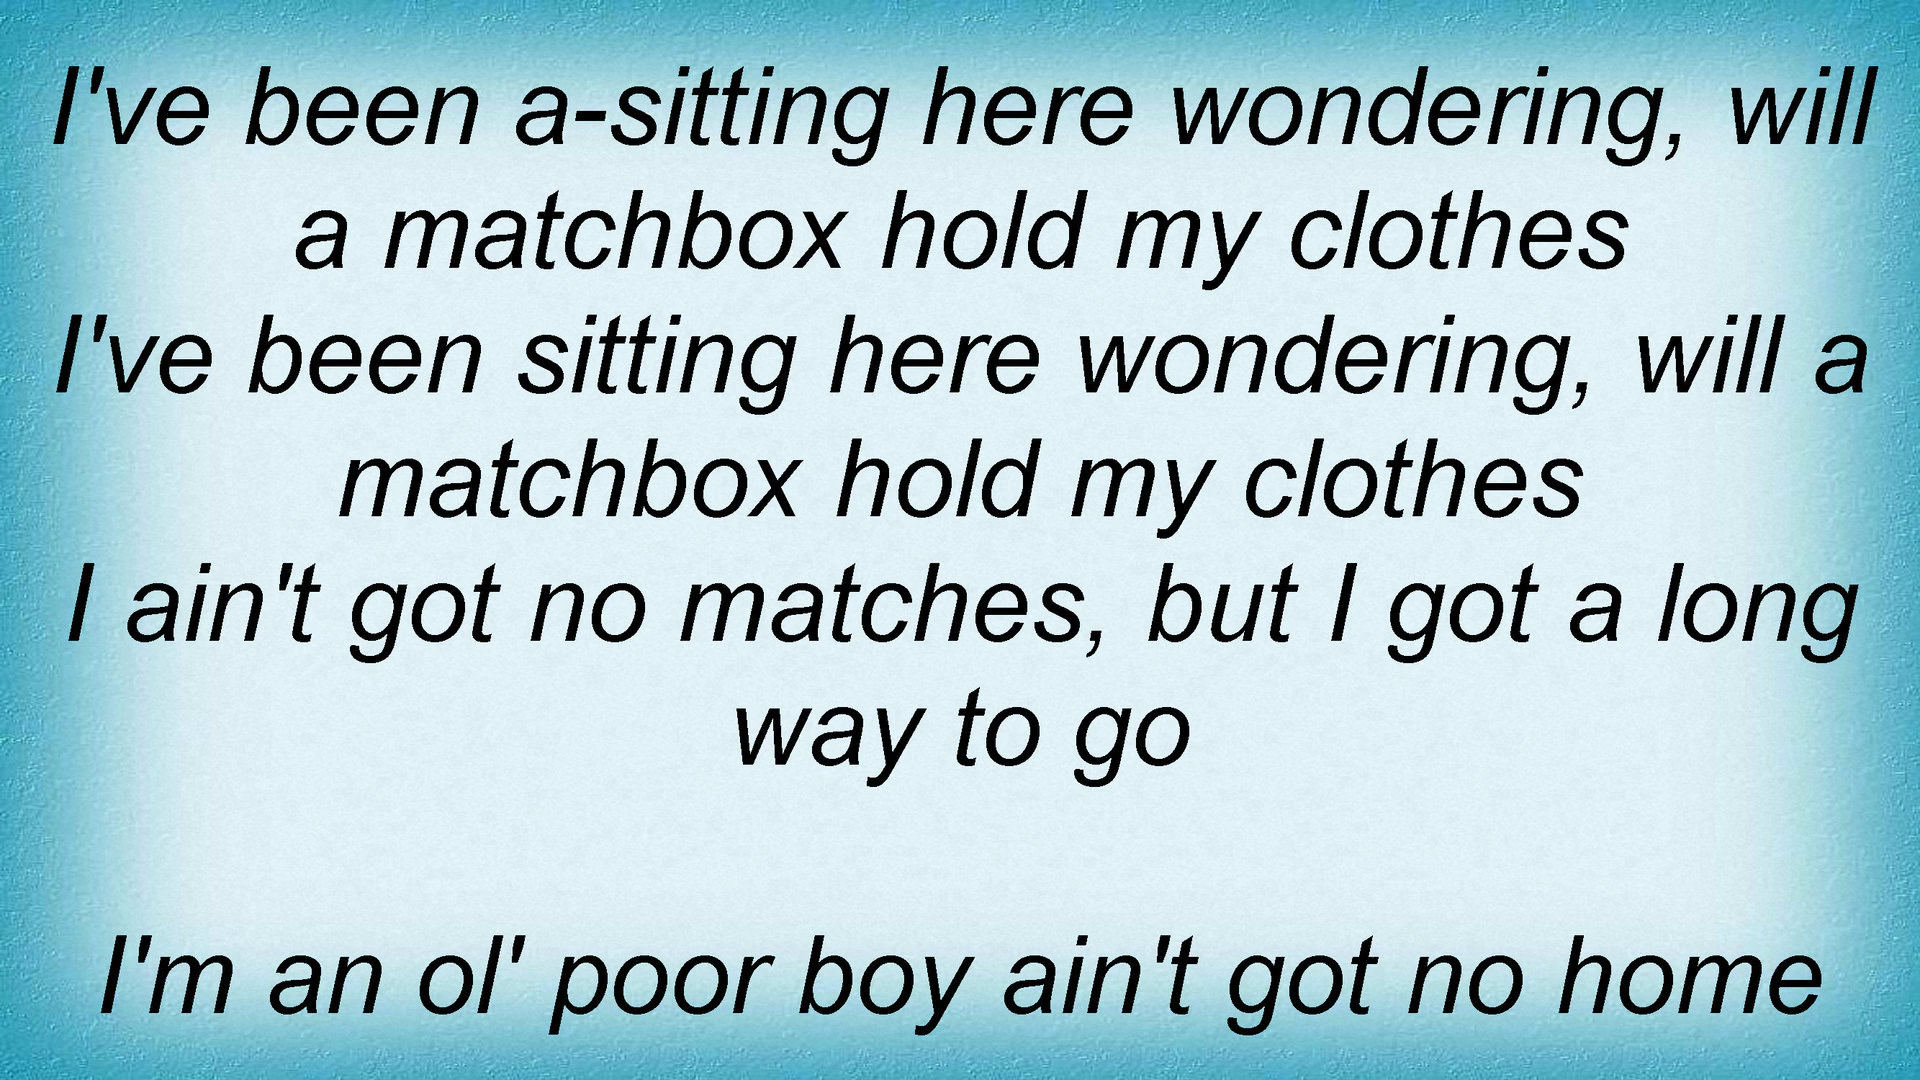 I've been a-sitting here wondering, will
a matchbox hold my clothes
I've been sitting here wondering, will a
matchbox hold my clothes
I ain't got no matches, but I got a long
way to go
I'm an ol' poor boy ain't got no home